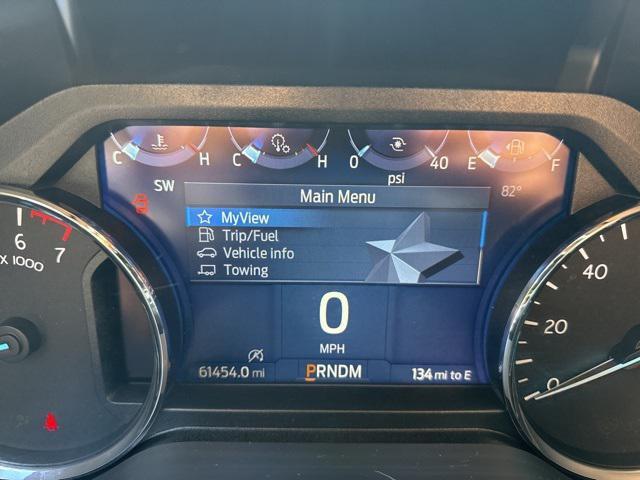 C H C H 0 40 E F
psi
SW
Main Menu
82°
MyView
Trip/Fuel
Vehicle Info
Towing
6 7
x 1000
0
MPH
61454.0 mi
PRNDM
134 mi to E
40
20
0